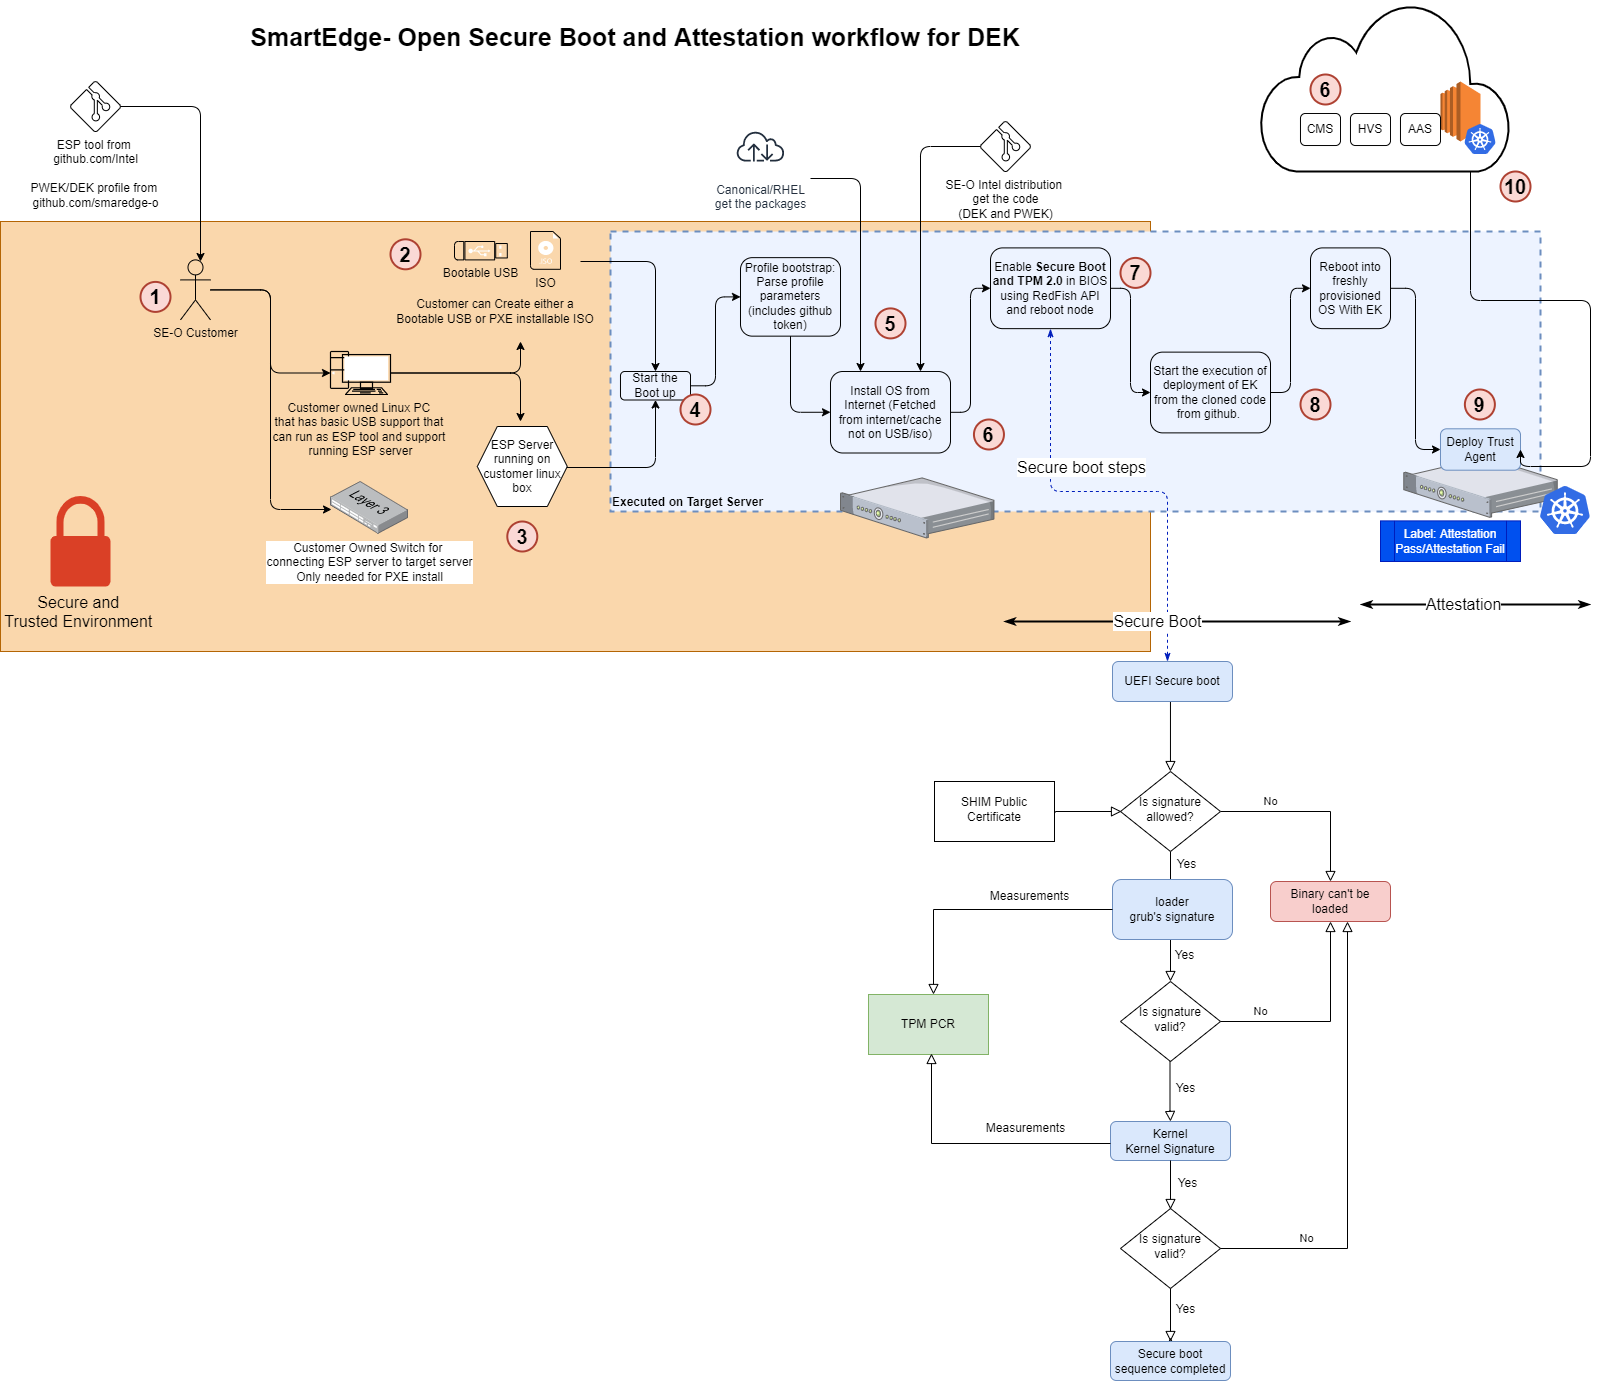 SmartEdge- Open Secure Boot and Attestation workflow for DEK
ESP tool from
github.com/Intel
PWEK/DEK profile from
github.com/smaredge-o
Canonical/RHEL
get the packages
SE-O Intel distribution
get the code
(DEK and PWEK)
6
CMS
HVS
AAS
10
1
SE-O Customer
2
Bootable USB
ISO
ISO
Customer can Create either a
Bootable USB or PXE installable ISO
Customer owned Linux PC
that has basic USB support that
can run as ESP tool and support
running ESP server
Layer 3
Customer Owned Switch for
connecting ESP server to target server
Only needed for PXE install
ESP Server
running on
customer linux
box
3
Secure and
Trusted Environment
Start the
Boot up
4
Profile bootstrap:
Parse profile
parameters
(includes github
token)
5
Install OS from
Internet (Fetched
from internet/cache
not on USB/iso)
6
Enable Secure Boot
and TPM 2.0 in BIOS
using RedFish API
and reboot node
7
Start the execution of
deployment of EK
from the cloned code
from github.
8
Reboot into
freshly
provisioned
OS With EK
9
Deploy Trust
Agent
Executed on Target Server
Secure boot steps
Label: Attestation
Pass/Attestation Fail
Attestation
Secure Boot
UEFI Secure boot
SHIM Public
Certificate
Is signature
allowed?
No
Yes
Binary can't be
loaded
Measurements
loader
grub's signature
Yes
TPM PCR
Is signature
valid?
No
Yes
Measurements
Kernel
Kernel Signature
Yes
Is signature
valid?
No
Yes
Secure boot
sequence completed